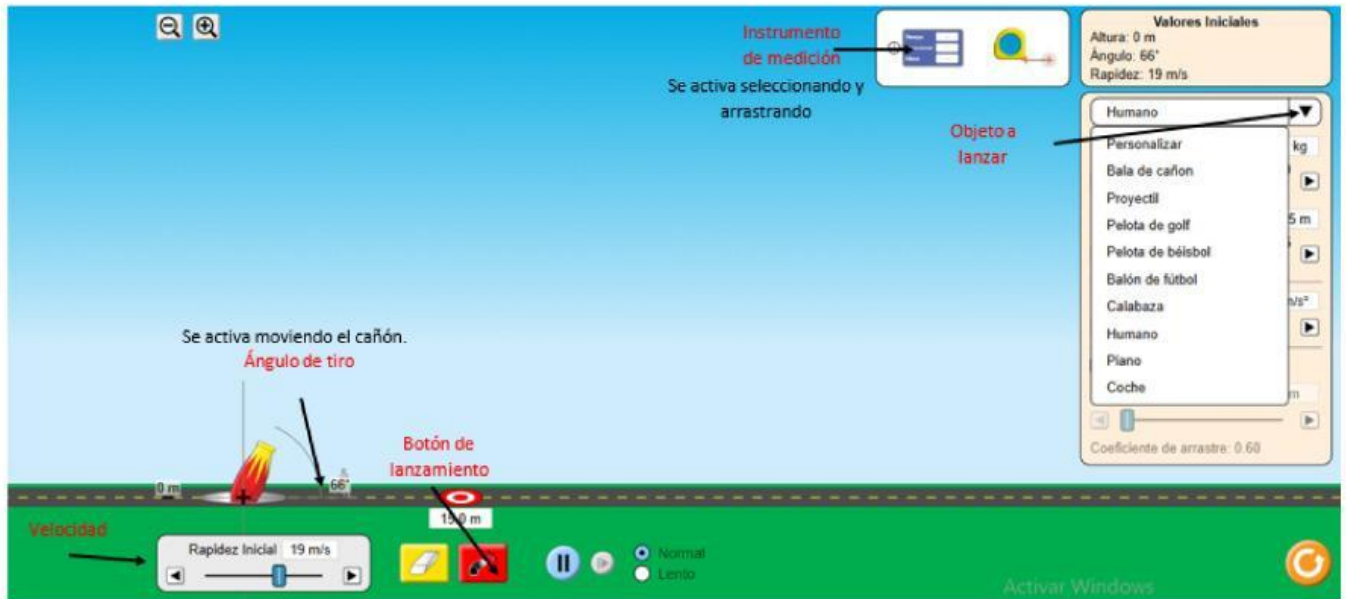 Instrumento
de medición
Se activa seleccionando y
arrastrando
Valores Iniciales
Altura: 0 m
Ángulo: 66°
Rapidez: 19 m/s
Objeto a
lanzar
Humano
Personalizar
kg
Bala de cañon
Proyectil
Pelota de golf
5 m
Pelota de béisbol
Balón de fútbol
Calabaza
Humano
Piano
Coche
m
Coeficiente de arrastre: 0.60
Se activa moviendo el cañón.
Ángulo de tiro
Botón de
lanzamiento
0 m
66°
15.0 m
Velocidad
Rapidez Inicial 19 m/s
Normal
Lento
Activar Windows